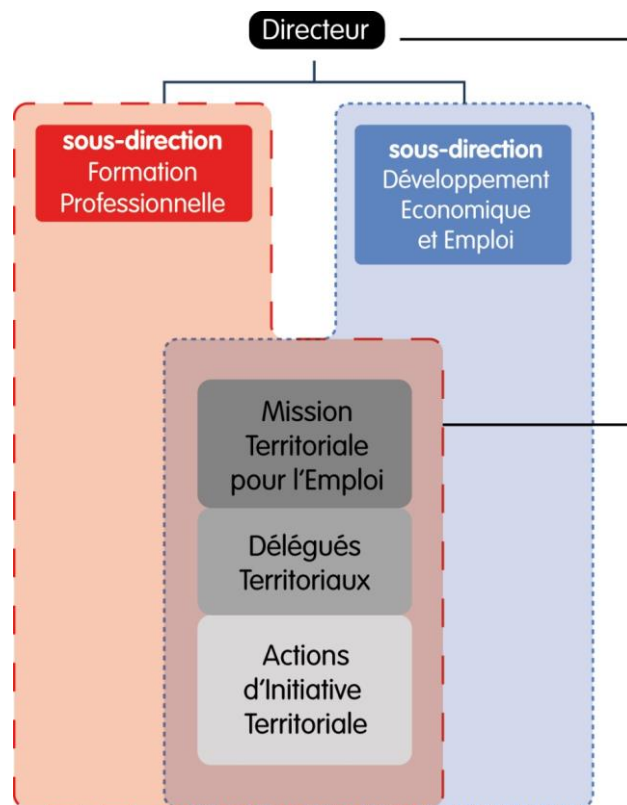 Directeur
sous-direction
Formation
Professionnelle
sous-direction
Développement
Economique
et Emploi
Mission
Territoriale
pour l'Emploi
Délégués
Territoriaux
Actions
d'Initiative
Territoriale